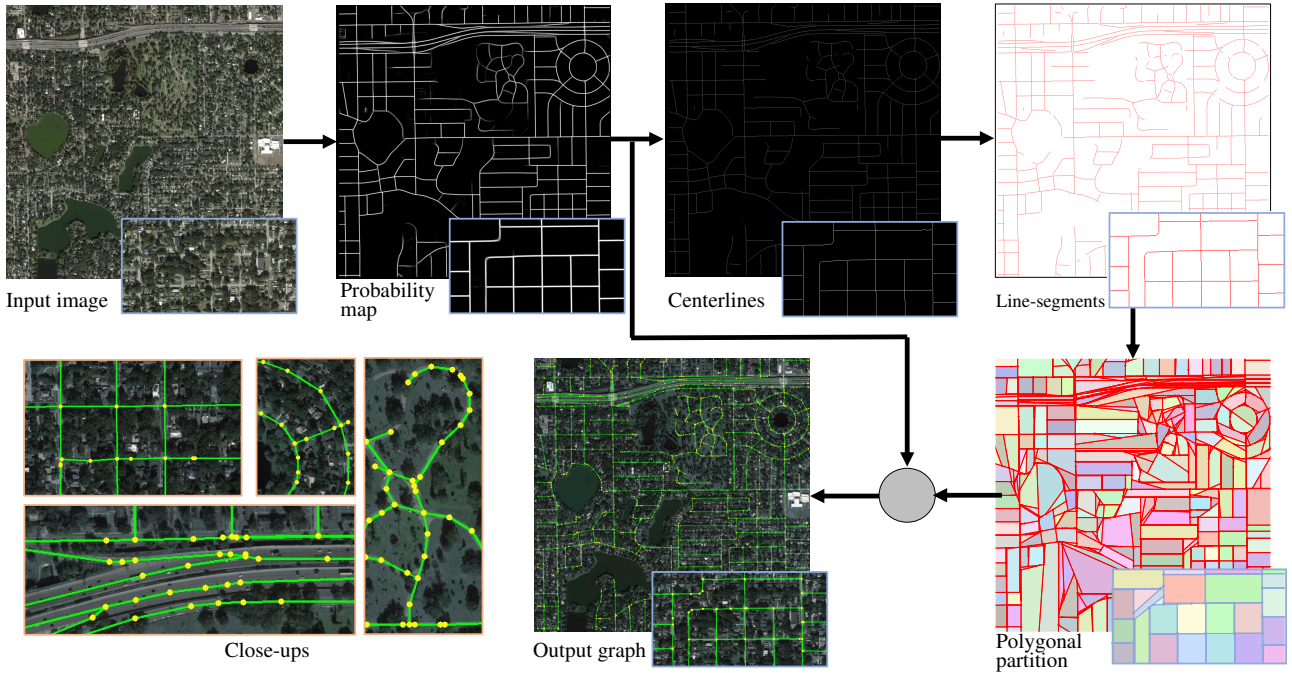 Input image
Probability
map
Centerlines
Line-segments
Close-ups
Output graph
Polygonal
partition